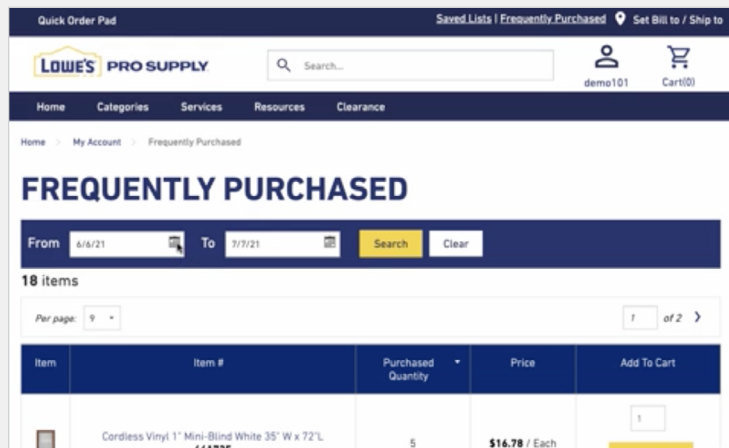 Quick Order Pad Saved Lists | Frequently Purchased Set Bill to / Ship to
LOWE'S PRO SUPPLY Search... demo101 Cart(0)
Home Categories Services Resources Clearance
Home > My Account > Frequently Purchased
FREQUENTLY PURCHASED
From 6/6/21 To 7/7/21 Search Clear
18 items
Per page: 9 1 of 2 >
Item Item # Purchased Quantity Price Add To Cart
Cordless Vinyl 1" Mini-Blind White 35" W x 72"L 5 $16.78 / Each 1